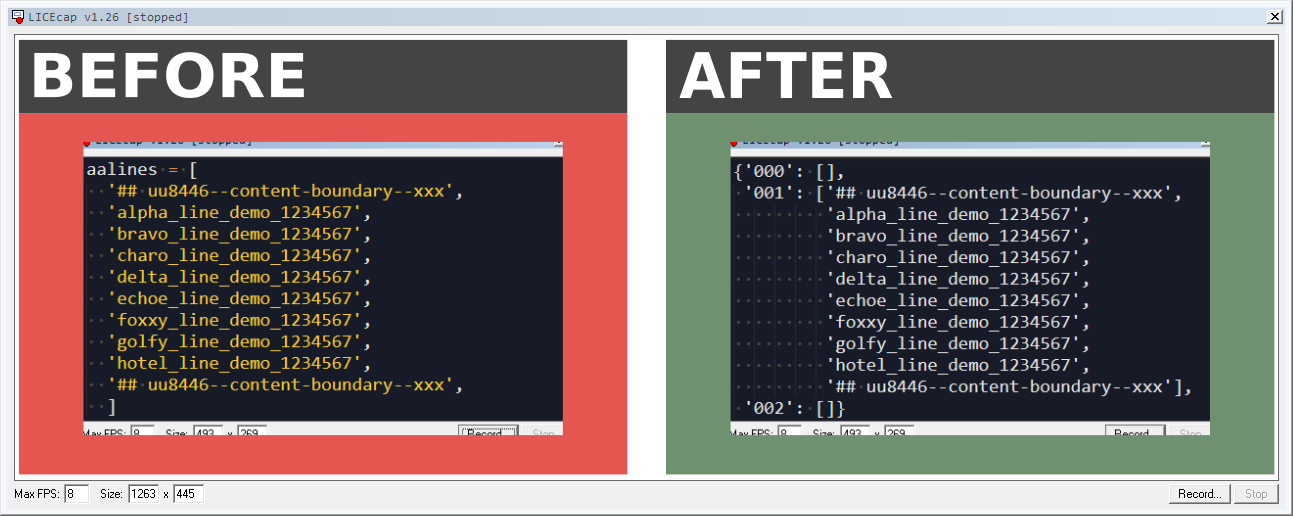 LICEcap v1.26 [stopped]
BEFORE
LICEcap v1.26 [stopped]
aalines = [
'## uu8446--content-boundary--xxx',
'alpha_line_demo_1234567',
'bravo_line_demo_1234567',
'charo_line_demo_1234567',
'delta_line_demo_1234567',
'echoe_line_demo_1234567',
'foxxy_line_demo_1234567',
'golfy_line_demo_1234567',
'hotel_line_demo_1234567',
'## uu8446--content-boundary--xxx',
]
Max FPS: 8 Size: 493 x 269 Record... Stop
AFTER
LICEcap v1.26 [stopped]
{'000': [],
'001': ['## uu8446--content-boundary--xxx',
'alpha_line_demo_1234567',
'bravo_line_demo_1234567',
'charo_line_demo_1234567',
'delta_line_demo_1234567',
'echoe_line_demo_1234567',
'foxxy_line_demo_1234567',
'golfy_line_demo_1234567',
'hotel_line_demo_1234567',
'## uu8446--content-boundary--xxx'],
'002': []}
Max FPS: 8 Size: 493 x 269 Record... Stop
Max FPS: 8 Size: 1263 x 445 Record... Stop